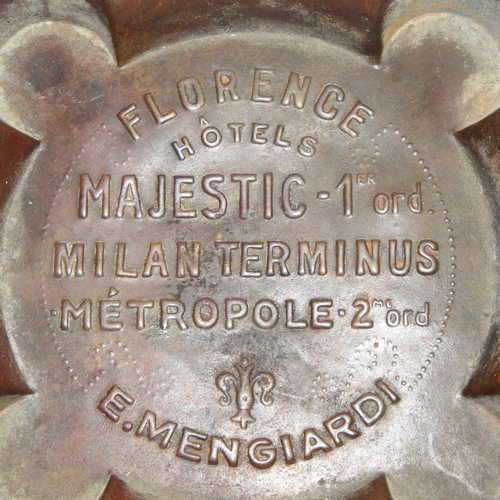 FLORENCE
HÔTELS
MAJESTIC - 1ER ord.
MILAN TERMINUS
·MÉTROPOLE· 2ME ord
E. MENGIARDI